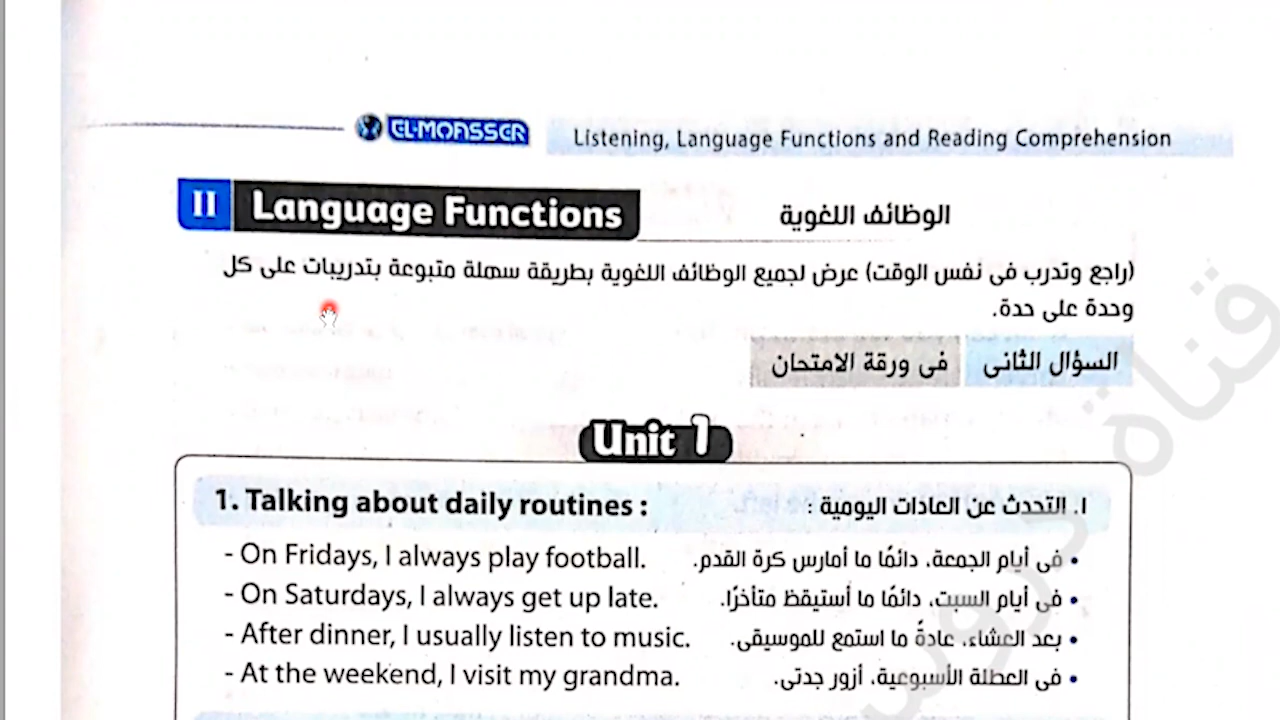 EL-MOASSER
Listening, Language Functions and Reading Comprehension
II Language Functions
الوظائف اللغوية
(راجع وتدرب فى نفس الوقت) عرض لجميع الوظائف اللغوية بطريقة سهلة متبوعة بتدريبات على كل
وحدة على حدة.
السؤال الثانى فى ورقة الامتحان
Unit 1
1. Talking about daily routines :
١. التحدث عن العادات اليومية :
- On Fridays, I always play football.
• فى أيام الجمعة، دائمًا ما أمارس كرة القدم.
- On Saturdays, I always get up late.
• فى أيام السبت، دائمًا ما أستيقظ متأخرًا.
- After dinner, I usually listen to music.
• بعد العشاء، عادةً ما استمع للموسيقى.
- At the weekend, I visit my grandma.
• فى العطلة الأسبوعية، أزور جدتى.
قناة دروس